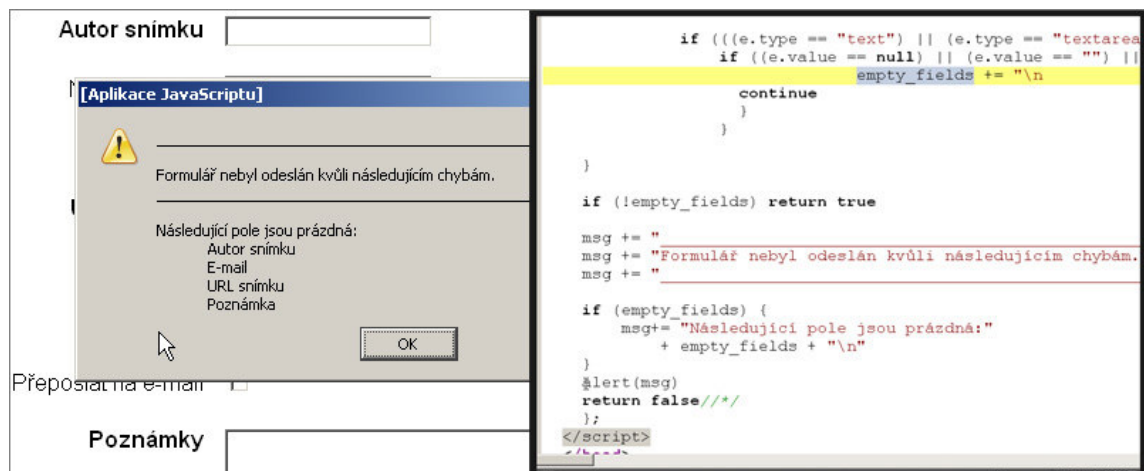 Autor snímku
[Aplikace JavaScriptu]
Formulář nebyl odeslán kvůli následujícím chybám.
Následující pole jsou prázdná:
Autor snímku
E-mail
URL snímku
Poznámka
OK
Přeposlat na e-mail
Poznámky
if (((e.type == "text") || (e.type == "textarea
if ((e.value == null) || (e.value == "") ||
empty_fields += "\n
continue
}
}
}
if (!empty_fields) return true
msg += "
msg += "Formulář nebyl odeslán kvůli následujícím chybám.
msg += "
if (empty_fields) {
msg+= "Následující pole jsou prázdná:"
+ empty_fields + "\n"
}
alert(msg)
return false//*/
};
</script>
</head>